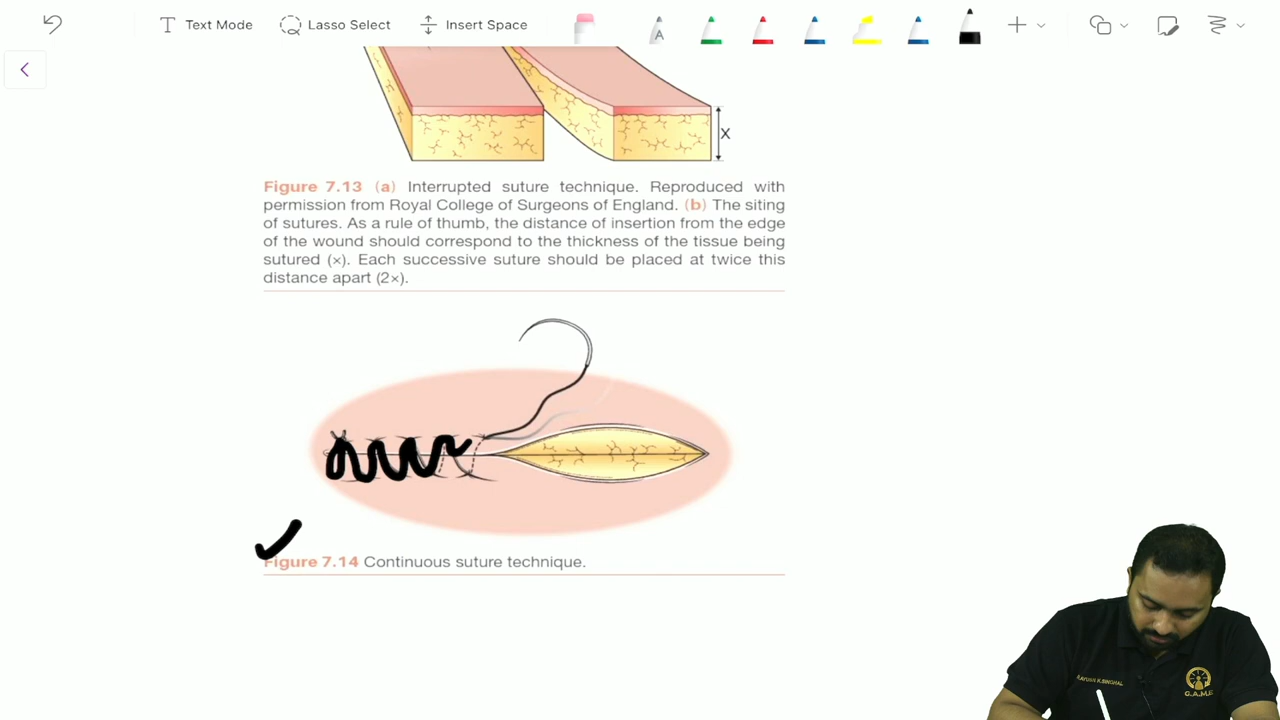 Text Mode
Lasso Select
Insert Space
A
X
Figure 7.13 (a) Interrupted suture technique. Reproduced with
permission from Royal College of Surgeons of England. (b) The siting
of sutures. As a rule of thumb, the distance of insertion from the edge
of the wound should correspond to the thickness of the tissue being
sutured (×). Each successive suture should be placed at twice this
distance apart (2×).
Figure 7.14 Continuous suture technique.
G.A.M.E